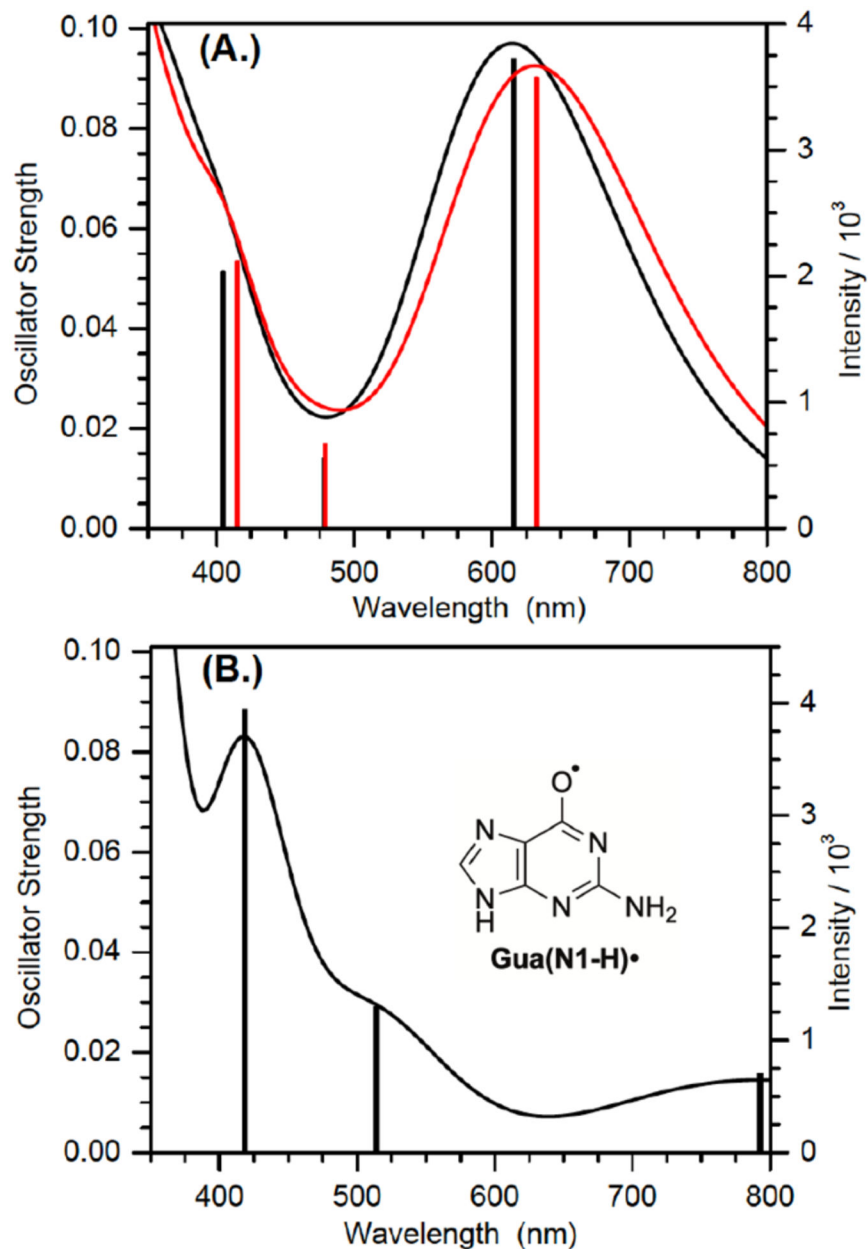 (A.)
0.10
0.08
0.06
0.04
0.02
0.00
Oscillator Strength
4
3
2
1
0
Intensity / 10³
400 500 600 700 800
Wavelength (nm)
(B.)
0.10
0.08
0.06
0.04
0.02
0.00
Oscillator Strength
4
3
2
1
0
Intensity / 10³
O•
N
N
N
H
N
NH₂
Gua(N1-H)•
400 500 600 700 800
Wavelength (nm)